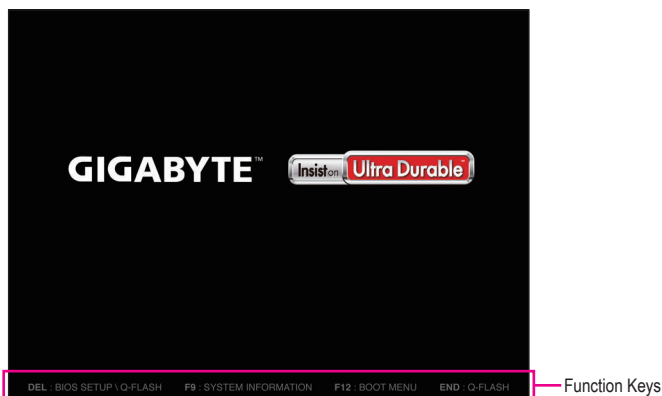 GIGABYTE™ Insist on Ultra Durable™
DEL : BIOS SETUP \ Q-FLASH F9 : SYSTEM INFORMATION F12 : BOOT MENU END : Q-FLASH
Function Keys